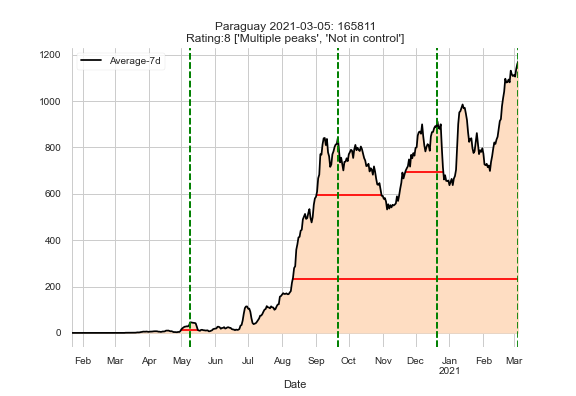 Paraguay 2021-03-05: 165811
Rating:8 ['Multiple peaks', 'Not in control']
Average-7d
1200
1000
800
600
400
200
0
Feb Mar Apr May Jun Jul Aug Sep Oct Nov Dec Jan Feb Mar
2021
Date